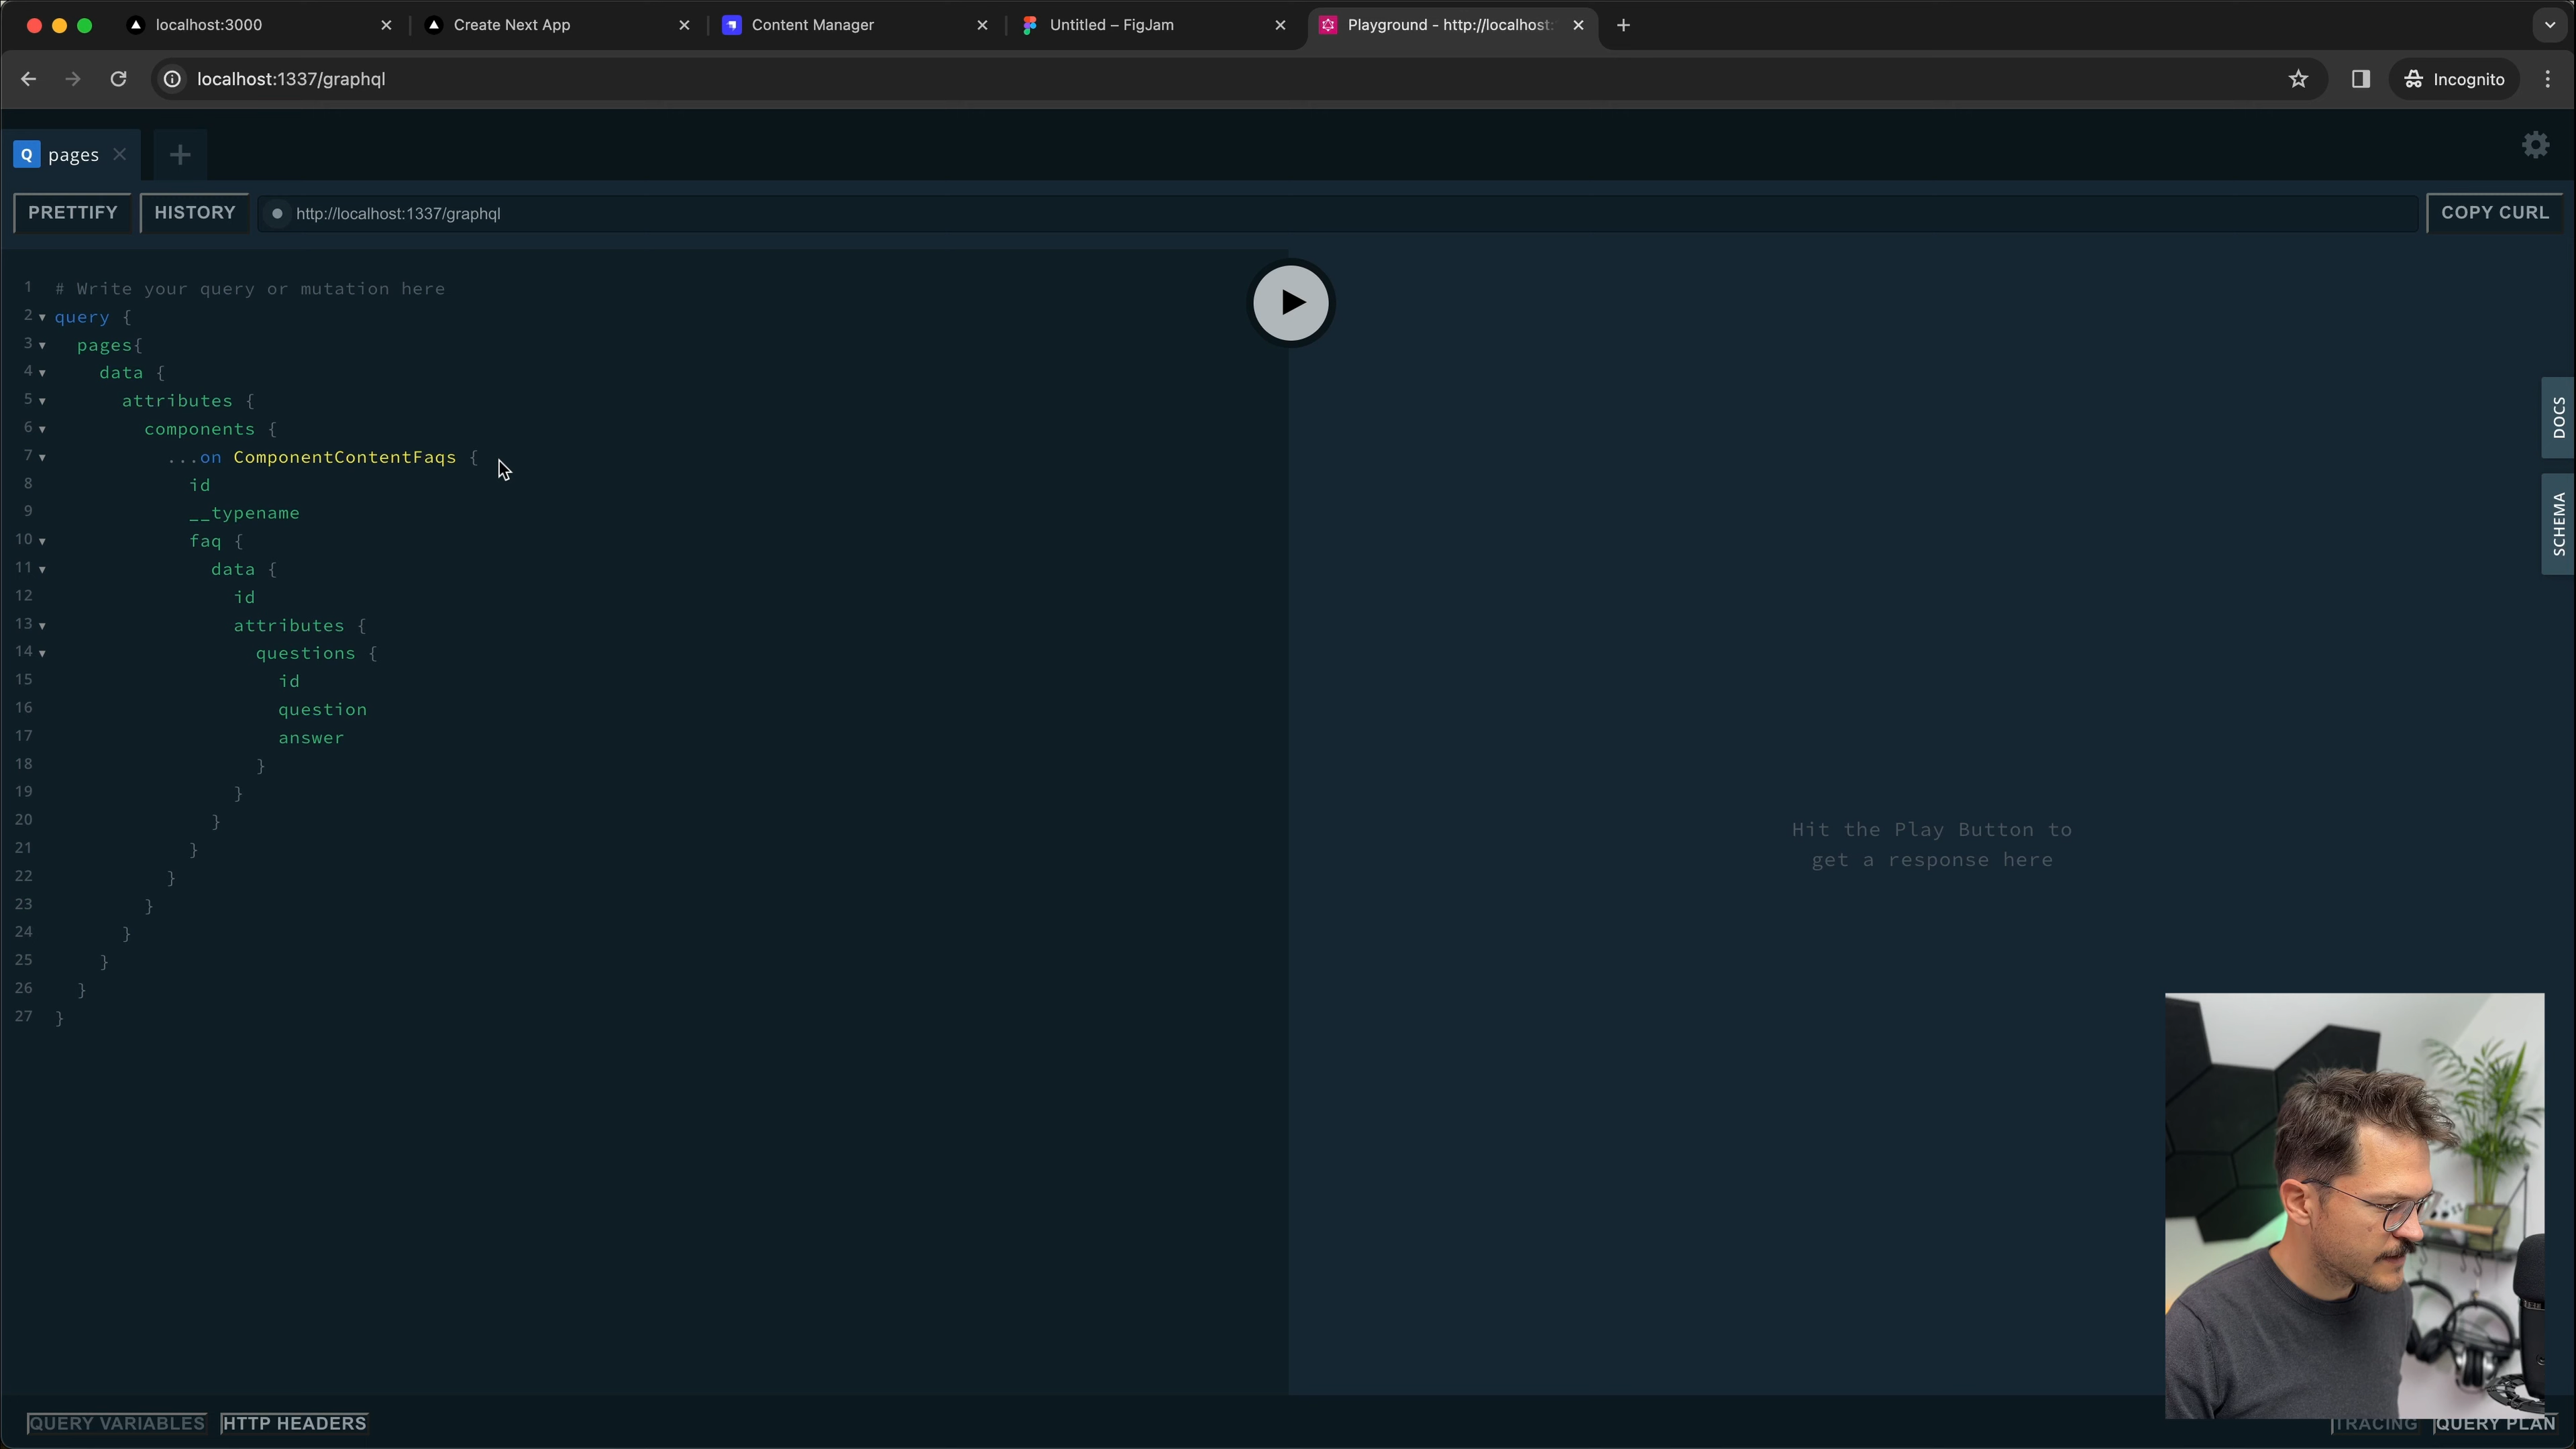 localhost:3000
Create Next App
Content Manager
Untitled – FigJam
Playground - http://localhost:
localhost:1337/graphql
Incognito
Q pages
PRETTIFY
HISTORY
http://localhost:1337/graphql
COPY CURL
1 # Write your query or mutation here
2 query {
3 pages{
4 data {
5 attributes {
6 components {
7 ...on ComponentContentFaqs {
8 id
9 __typename
10 faq {
11 data {
12 id
13 attributes {
14 questions {
15 id
16 question
17 answer
18 }
19 }
20 }
21 }
22 }
23 }
24 }
25 }
26 }
27 }
Hit the Play Button to
get a response here
DOCS
SCHEMA
QUERY VARIABLES
HTTP HEADERS
TRACING
QUERY PLAN